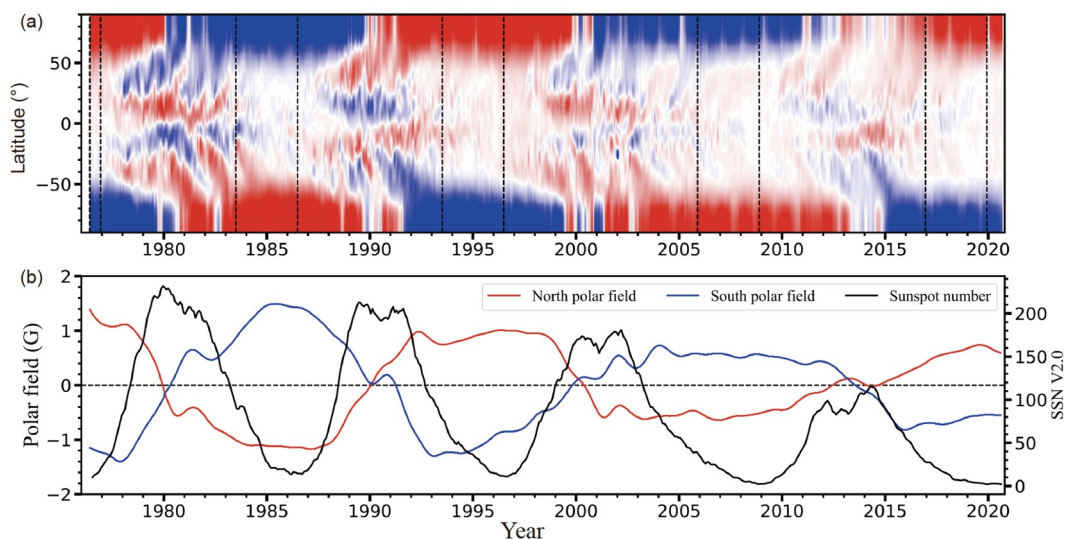 (a)
Latitude (°)
50
0
−50
1980 1985 1990 1995 2000 2005 2010 2015 2020
(b)
Polar field (G)
2
1
0
−1
−2
North polar field South polar field Sunspot number
200
150
100
50
0
SSN V2.0
1980 1985 1990 1995 2000 2005 2010 2015 2020
Year